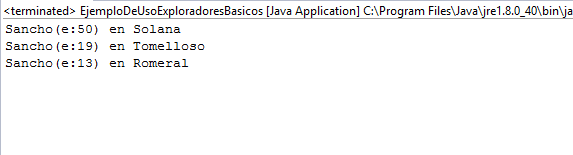 <terminated> EjemploDeUsoExploradoresBasicos [Java Application] C:\Program Files\Java\jre1.8.0_40\bin\ja
Sancho(e:50) en Solana
Sancho(e:19) en Tomelloso
Sancho(e:13) en Romeral